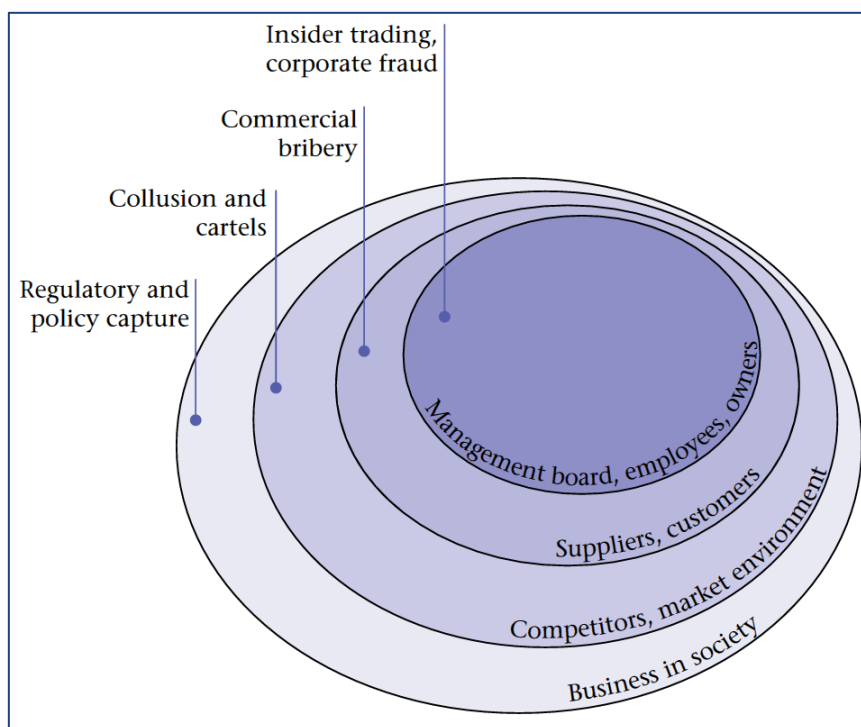 Insider trading,
corporate fraud
Commercial
bribery
Collusion and
cartels
Regulatory and
policy capture
Management board, employees, owners
Suppliers, customers
Competitors, market environment
Business in society